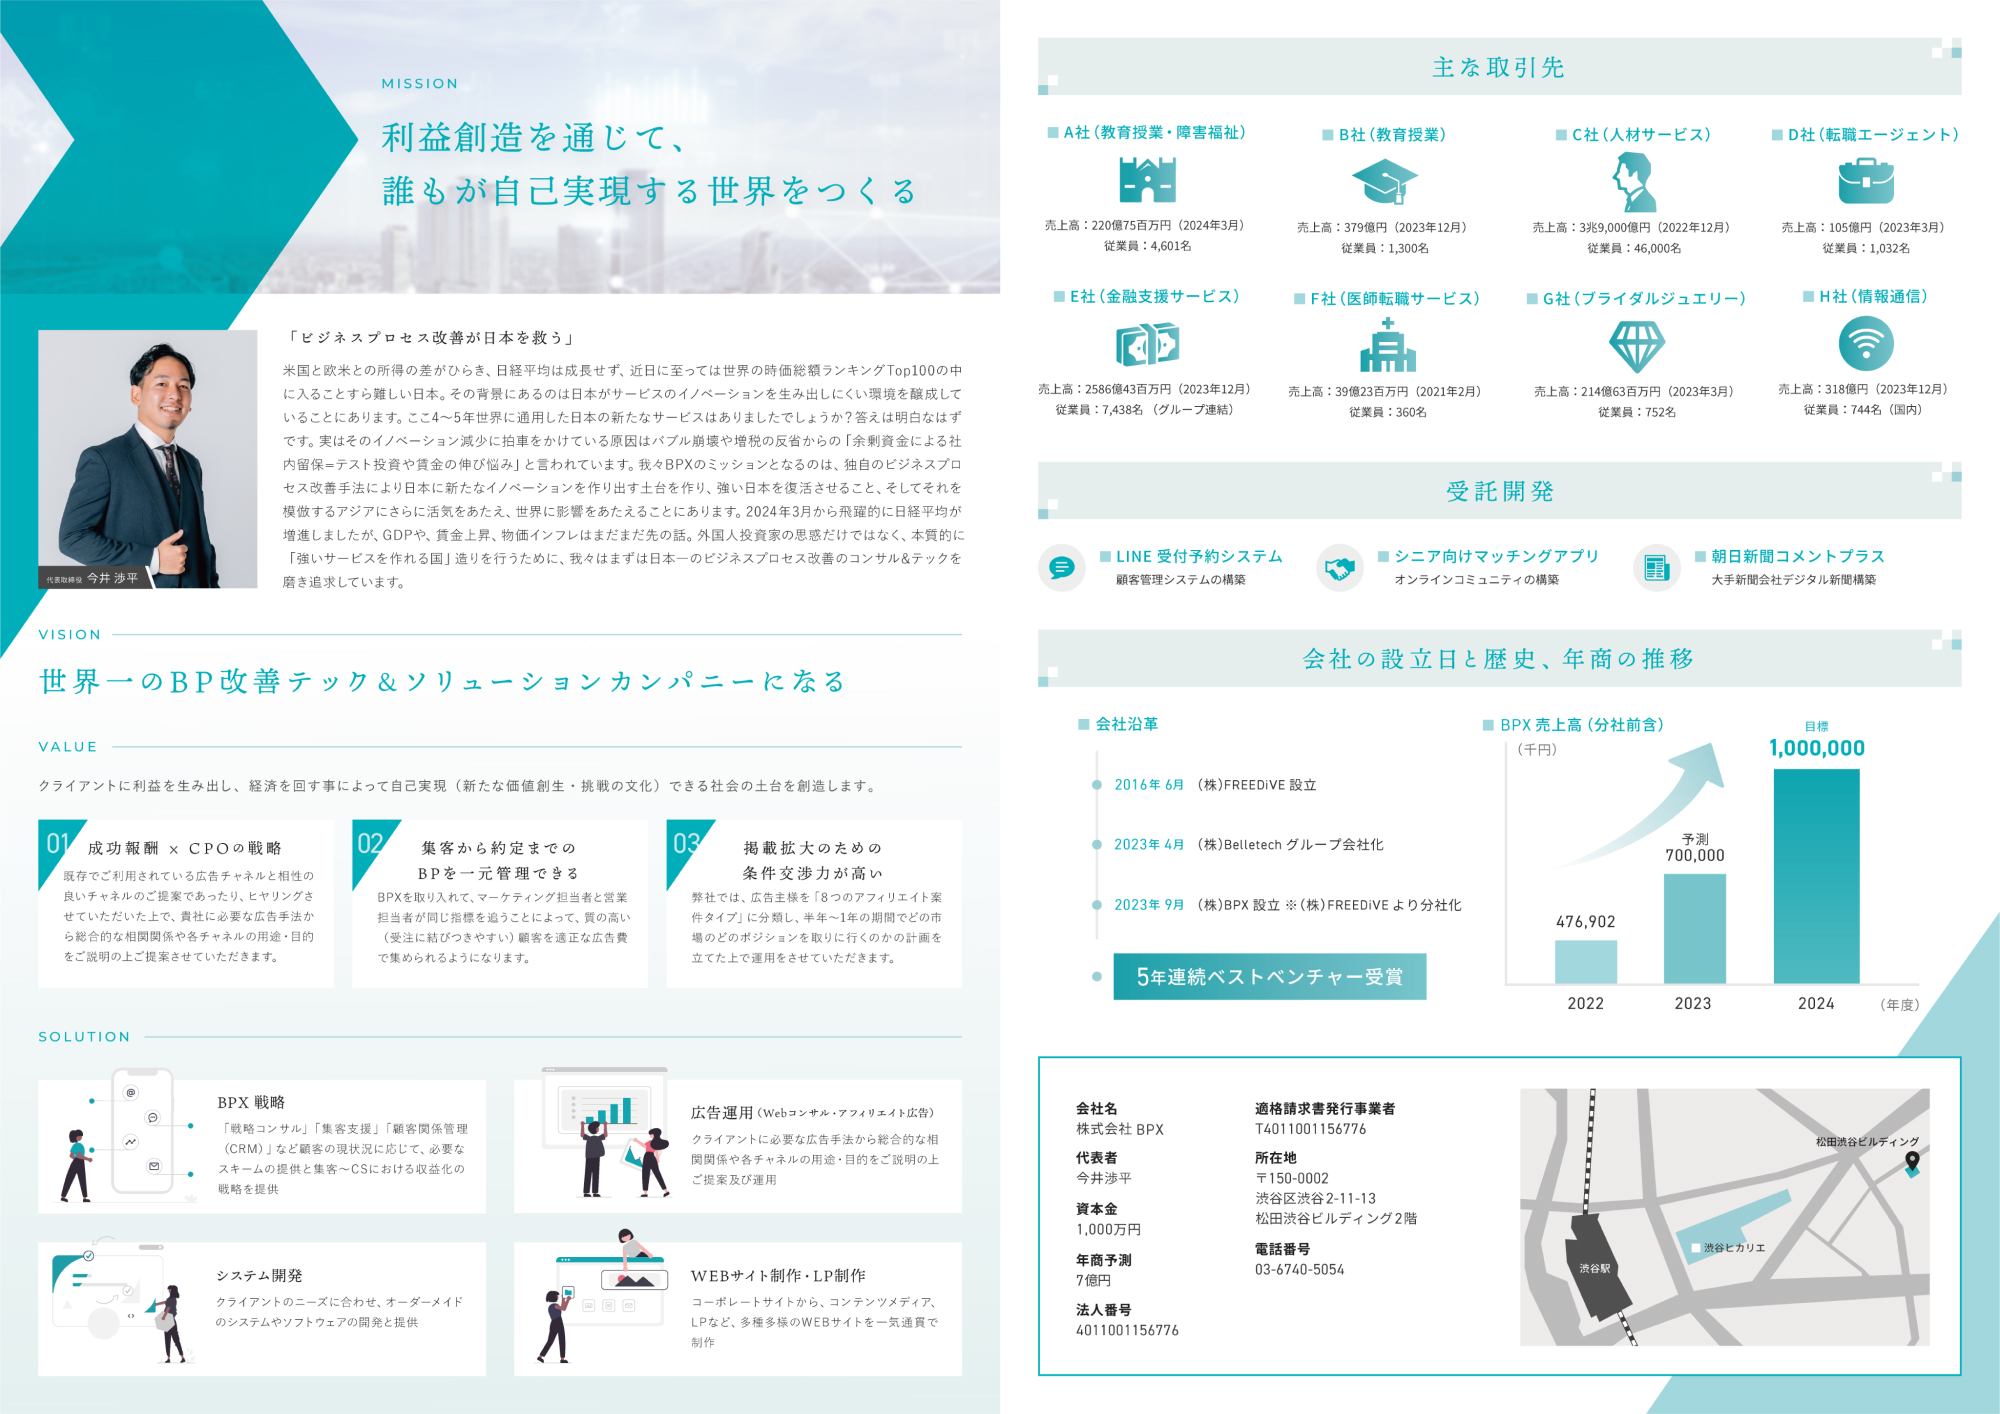 MISSION
利益創造を通じて、
誰もが自己実現する世界をつくる
「ビジネスプロセス改善が日本を救う」
米国と欧米との所得の差がひらき、日経平均は成長せず、近日に至っては世界の時価総額ランキングTop100の中
に入ることすら難しい日本。その背景にあるのは日本がサービスのイノベーションを生み出しにくい環境を醸成して
いることにあります。ここ4〜5年世界に通用した日本の新たなサービスはありましたでしょうか？答えは明白なはず
です。実はそのイノベーション減少に拍車をかけている原因はバブル崩壊や増税の反省からの「余剰資金による社
内留保=テスト投資や賃金の伸び悩み」と言われています。我々BPXのミッションとなるのは、独自のビジネスプロ
セス改善手法により日本に新たなイノベーションを作り出す土台を作り、強い日本を復活させること、そしてそれを
模倣するアジアにさらに活気をあたえ、世界に影響をあたえることにあります。2024年3月から飛躍的に日経平均が
増進しましたが、GDPや、賃金上昇、物価インフレはまだまだ先の話。外国人投資家の思惑だけではなく、本質的に
「強いサービスを作れる国」造りを行うために、我々はまずは日本一のビジネスプロセス改善のコンサル&テックを
磨き追求しています。
代表取締役 今井 渉平
VISION
世界一のBP改善テック＆ソリューションカンパニーになる
VALUE
クライアントに利益を生み出し、経済を回す事によって自己実現（新たな価値創生・挑戦の文化）できる社会の土台を創造します。
01
成功報酬 × CPOの戦略
既存でご利用されている広告チャネルと相性の
良いチャネルのご提案であったり、ヒヤリングさ
せていただいた上で、貴社に必要な広告手法か
ら総合的な相関関係や各チャネルの用途・目的
をご説明の上ご提案させていただきます。
02
集客から約定までの
BPを一元管理できる
BPXを取り入れて、マーケティング担当者と営業
担当者が同じ指標を追うことによって、質の高い
（受注に結びつきやすい）顧客を適正な広告費
で集められるようになります。
03
掲載拡大のための
条件交渉力が高い
弊社では、広告主様を「8つのアフィリエイト案
件タイプ」に分類し、半年〜1年の期間でどの市
場のどのポジションを取りに行くのかの計画を
立てた上で運用をさせていただきます。
SOLUTION
BPX 戦略
「戦略コンサル」「集客支援」「顧客関係管理
（CRM）」など顧客の現状況に応じて、必要な
スキームの提供と集客〜CSにおける収益化の
戦略を提供
広告運用（Webコンサル・アフィリエイト広告）
クライアントに必要な広告手法から総合的な相
関関係や各チャネルの用途・目的をご説明の上
ご提案及び運用
システム開発
クライアントのニーズに合わせ、オーダーメイド
のシステムやソフトウェアの開発と提供
WEBサイト制作・LP制作
コーポレートサイトから、コンテンツメディア、
LPなど、多種多様のWEBサイトを一気通貫で
制作
主な取引先
A社（教育授業・障害福祉）
売上高：220億75百万円（2024年3月）
従業員：4,601名
B社（教育授業）
売上高：379億円（2023年12月）
従業員：1,300名
C社（人材サービス）
売上高：3兆9,000億円（2022年12月）
従業員：46,000名
D社（転職エージェント）
売上高：105億円（2023年3月）
従業員：1,032名
E社（金融支援サービス）
売上高：2586億43百万円（2023年12月）
従業員：7,438名 （グループ連結）
F社（医師転職サービス）
売上高：39億23百万円（2021年2月）
従業員：360名
G社（ブライダルジュエリー）
売上高：214億63百万円（2023年3月）
従業員：752名
H社（情報通信）
売上高：318億円（2023年12月）
従業員：744名（国内）
受託開発
LINE 受付予約システム
顧客管理システムの構築
シニア向けマッチングアプリ
オンラインコミュニティの構築
朝日新聞コメントプラス
大手新聞会社デジタル新聞構築
会社の設立日と歴史、年商の推移
会社沿革
2016年 6月 （株）FREEDiVE 設立
2023年 4月 （株）Belletech グループ会社化
2023年 9月 （株）BPX 設立 ※（株）FREEDiVE より分社化
5年連続ベストベンチャー受賞
BPX 売上高（分社前含）
（千円）
目標
1,000,000
予測
700,000
476,902
2022
2023
2024
（年度）
会社名
株式会社 BPX
代表者
今井渉平
資本金
1,000万円
年商予測
7億円
法人番号
4011001156776
適格請求書発行事業者
T4011001156776
所在地
〒150-0002
渋谷区渋谷2-11-13
松田渋谷ビルディング2階
電話番号
03-6740-5054
松田渋谷ビルディング
渋谷ヒカリエ
渋谷駅